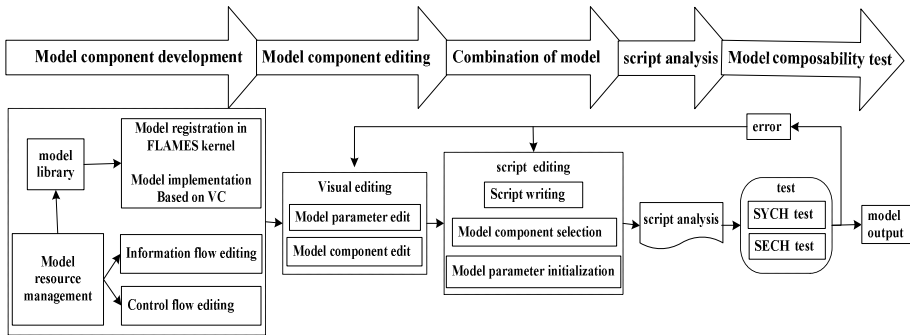 Model component development
Model component editing
Combination of model
script analysis
Model composability test
error
model
library
Model registration in
FLAMES kernel
Model implementation
Based on VC
Model
resource
management
Information flow editing
Control flow editing
Visual editing
Model parameter edit
Model component edit
script editing
Script writing
Model component selection
Model parameter initialization
script analysis
test
SYCH test
SECH test
model
output